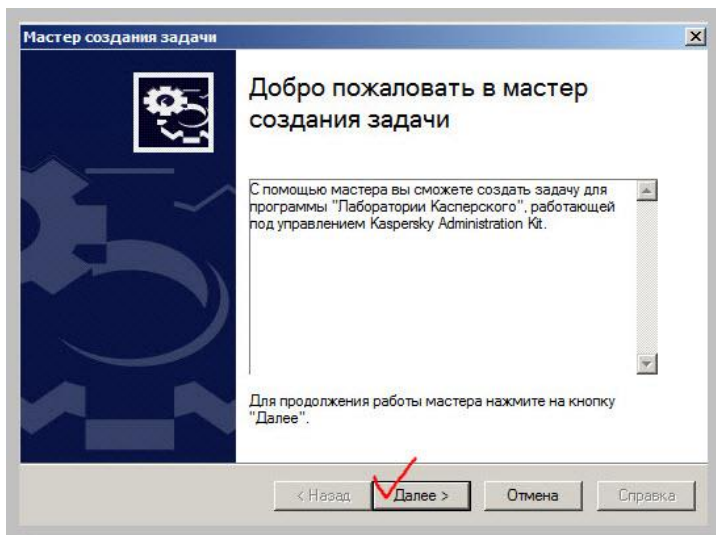 Мастер создания задачи
Добро пожаловать в мастер
создания задачи
С помощью мастера вы сможете создать задачу для
программы "Лаборатории Касперского", работающей
под управлением Kaspersky Administration Kit.
Для продолжения работы мастера нажмите на кнопку
"Далее".
< Назад
Далее >
Отмена
Справка